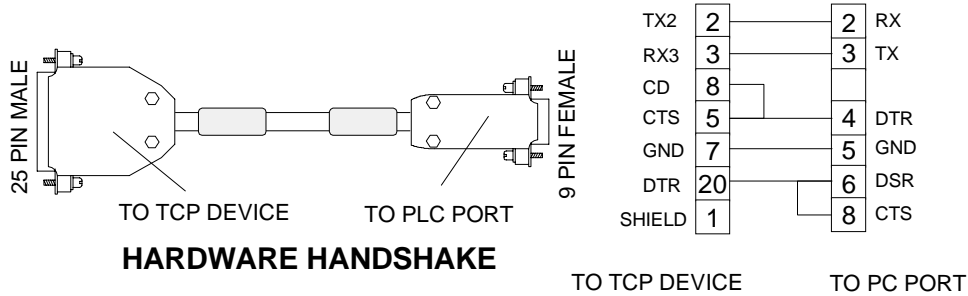 25 PIN MALE
9 PIN FEMALE
TO TCP DEVICE
TO PLC PORT
HARDWARE HANDSHAKE
TX2 2 2 RX
RX3 3 3 TX
CD 8
CTS 5 4 DTR
GND 7 5 GND
DTR 20 6 DSR
SHIELD 1 8 CTS
TO TCP DEVICE
TO PC PORT